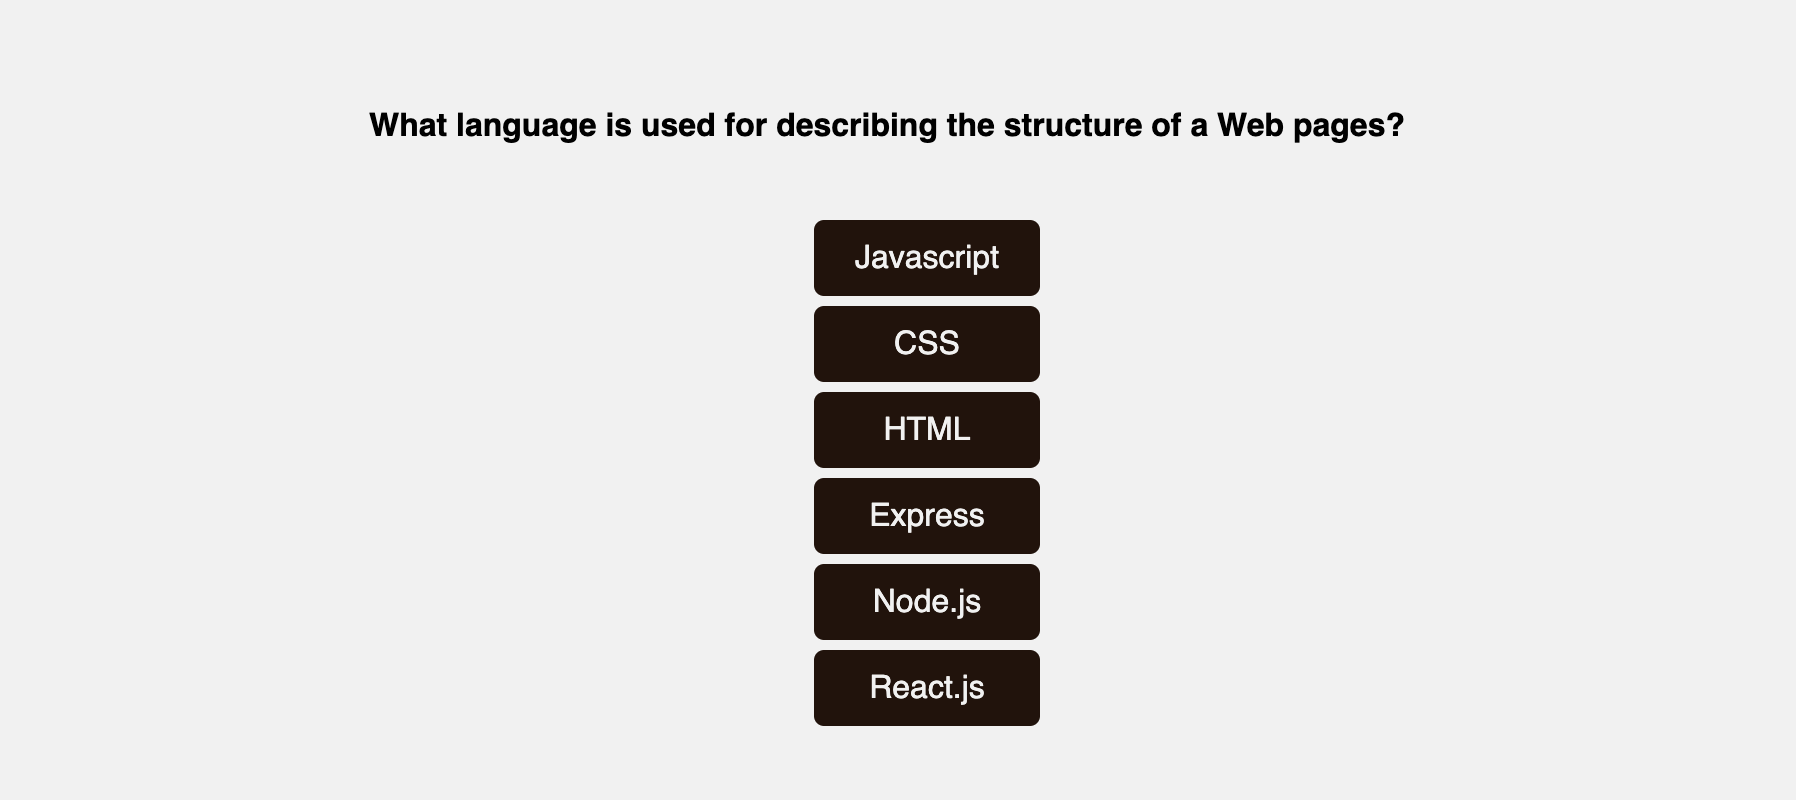 What language is used for describing the structure of a Web pages?
Javascript
CSS
HTML
Express
Node.js
React.js